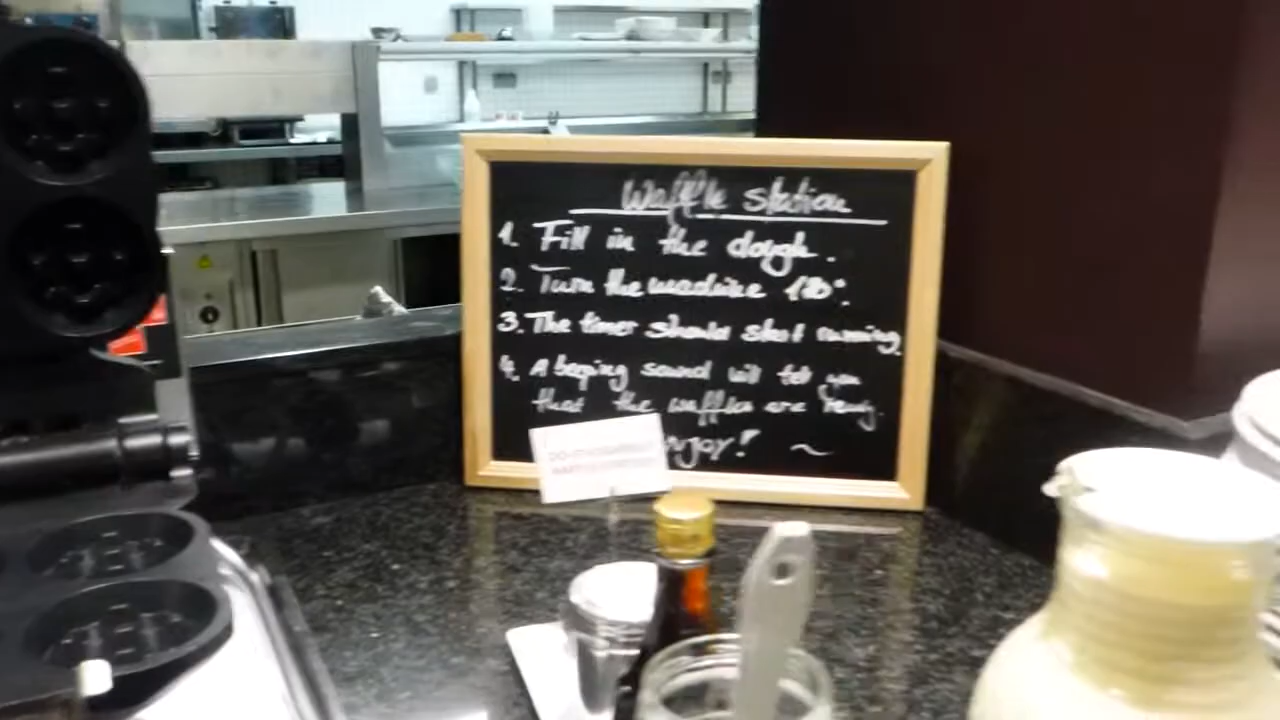 Waffle station
1. Fill in the dough.
2. Turn the machine 180°.
3. The timer should start running.
4. A beeping sound will tell you
that the waffles are ready.
njoy! ~